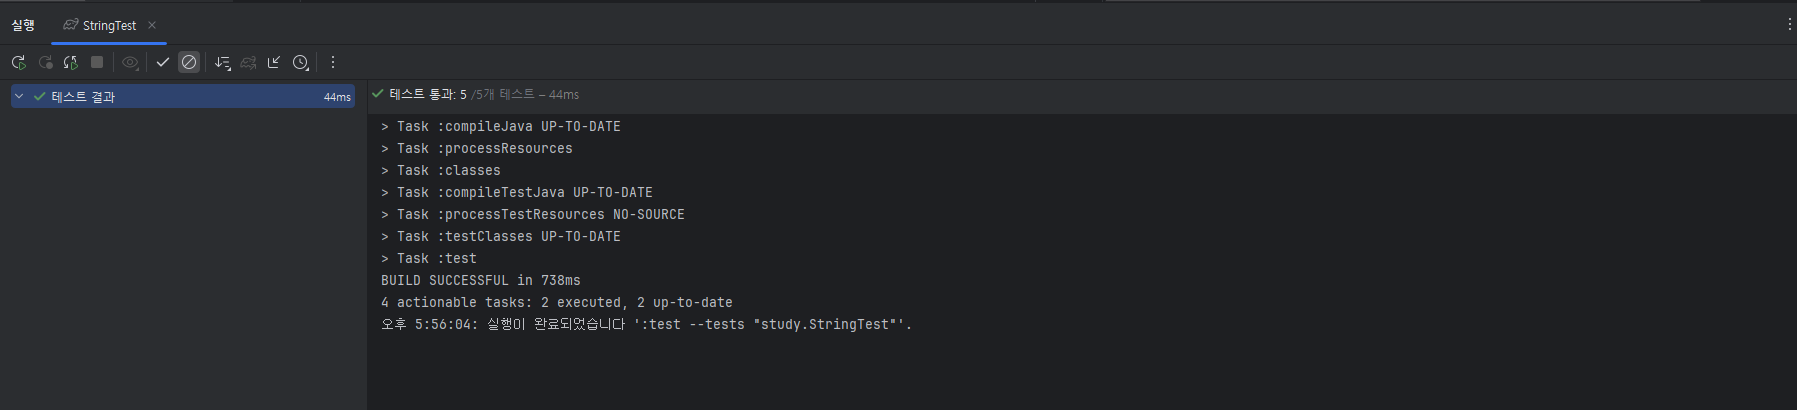 실행 StringTest
테스트 결과 44ms
테스트 통과: 5 /5개 테스트 – 44ms
> Task :compileJava UP-TO-DATE
> Task :processResources
> Task :classes
> Task :compileTestJava UP-TO-DATE
> Task :processTestResources NO-SOURCE
> Task :testClasses UP-TO-DATE
> Task :test
BUILD SUCCESSFUL in 738ms
4 actionable tasks: 2 executed, 2 up-to-date
오후 5:56:04: 실행이 완료되었습니다 ':test --tests "study.StringTest"'.